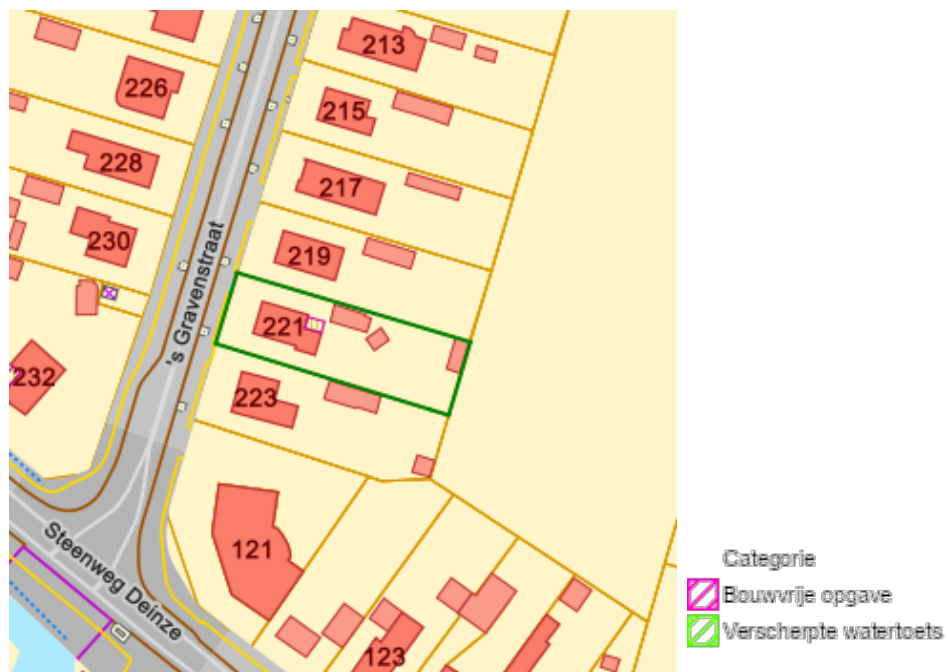 213
226
215
228
217
230
219
's Gravenstraat
221
232
223
121
Steenweg Deinze
123
Categorie
Bouwvrije opgave
Verscherpte watertoets